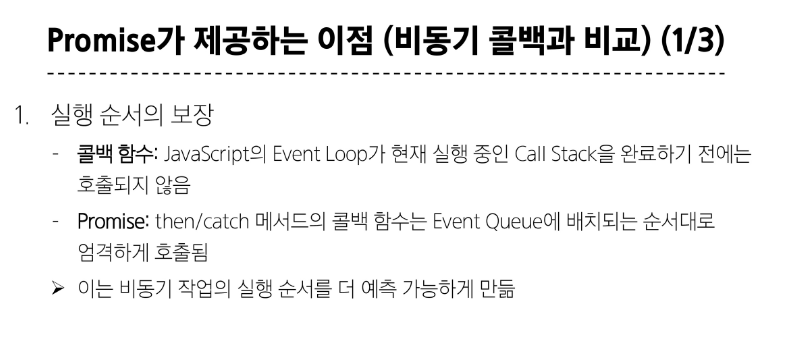 Promise가 제공하는 이점 (비동기 콜백과 비교) (1/3)
1. 실행 순서의 보장
- 콜백 함수: JavaScript의 Event Loop가 현재 실행 중인 Call Stack을 완료하기 전에는
호출되지 않음
- Promise: then/catch 메서드의 콜백 함수는 Event Queue에 배치되는 순서대로
엄격하게 호출됨
➢ 이는 비동기 작업의 실행 순서를 더 예측 가능하게 만듦